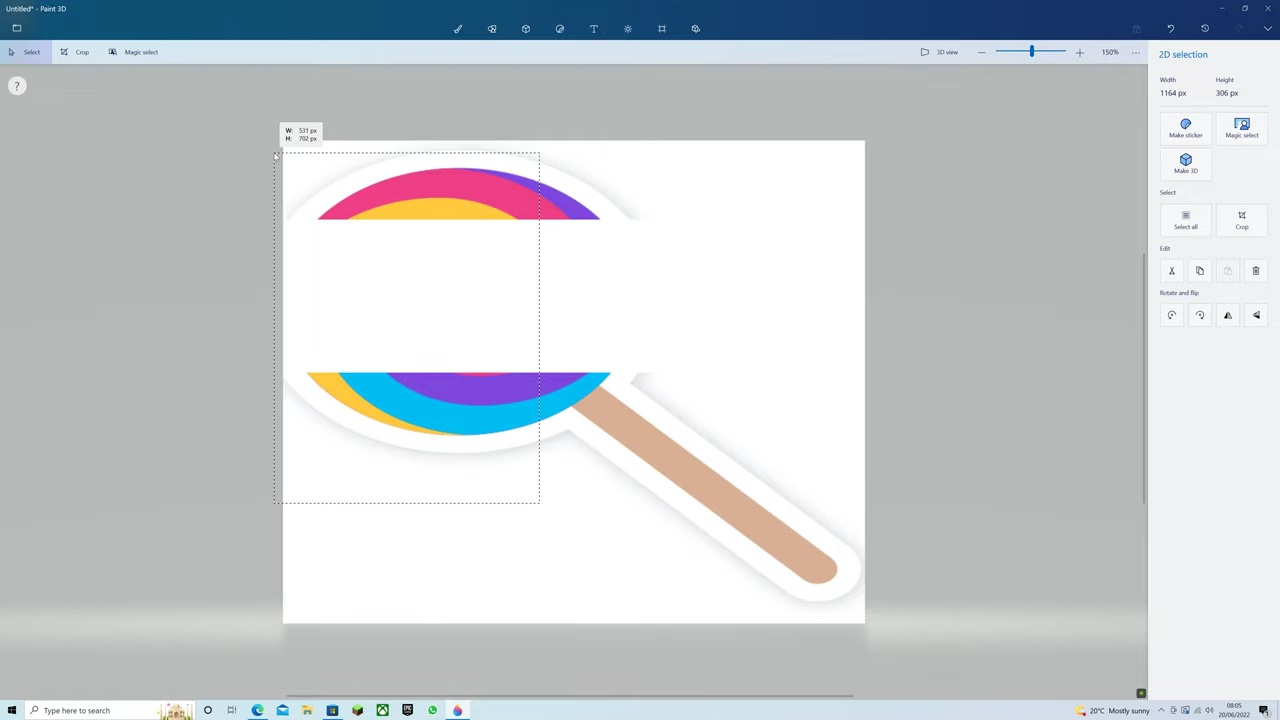 Untitled* - Paint 3D
Select
Crop
Magic select
3D view
150%
2D selection
Width
Height
1164 px
306 px
Make sticker
Magic select
Make 3D
Select
Select all
Crop
Edit
Rotate and flip
?
W: 531 px
H: 702 px
Type here to search
20°C Mostly sunny
08:05
20/06/2022